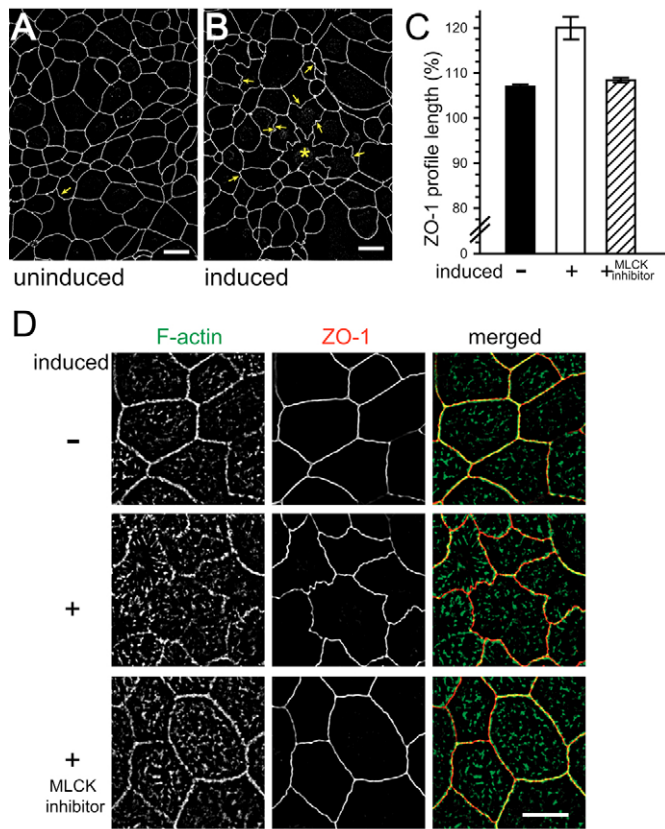 A
B
*
uninduced
induced
C
ZO-1 profile length (%)
120
110
100
90
80
0
induced - + + MLCK
inhibitor
D
F-actin ZO-1 merged
induced
-
+
+
MLCK
inhibitor